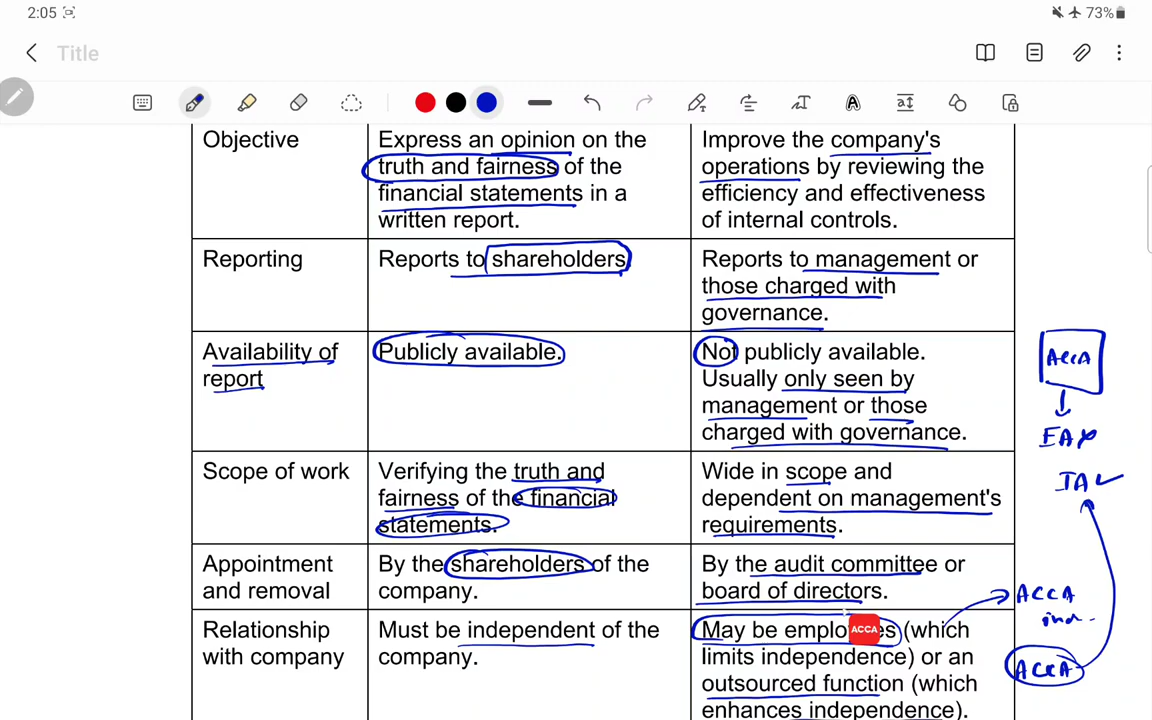 2:05
73%
Title
Objective
Express an opinion on the
truth and fairness of the
financial statements in a
written report.
Improve the company's
operations by reviewing the
efficiency and effectiveness
of internal controls.
Reporting
Reports to shareholders
Reports to management or
those charged with
governance.
Availability of
report
Publicly available.
Not publicly available.
Usually only seen by
management or those
charged with governance.
Scope of work
Verifying the truth and
fairness of the financial
statements.
Wide in scope and
dependent on management's
requirements.
Appointment
and removal
By the shareholders of the
company.
By the audit committee or
board of directors.
Relationship
with company
Must be independent of the
company.
May be (which
limits independence) or an
outsourced function (which
enhances independence).
ACCA
ACCA
EAX
IA
ACCA
ind.
ACCA